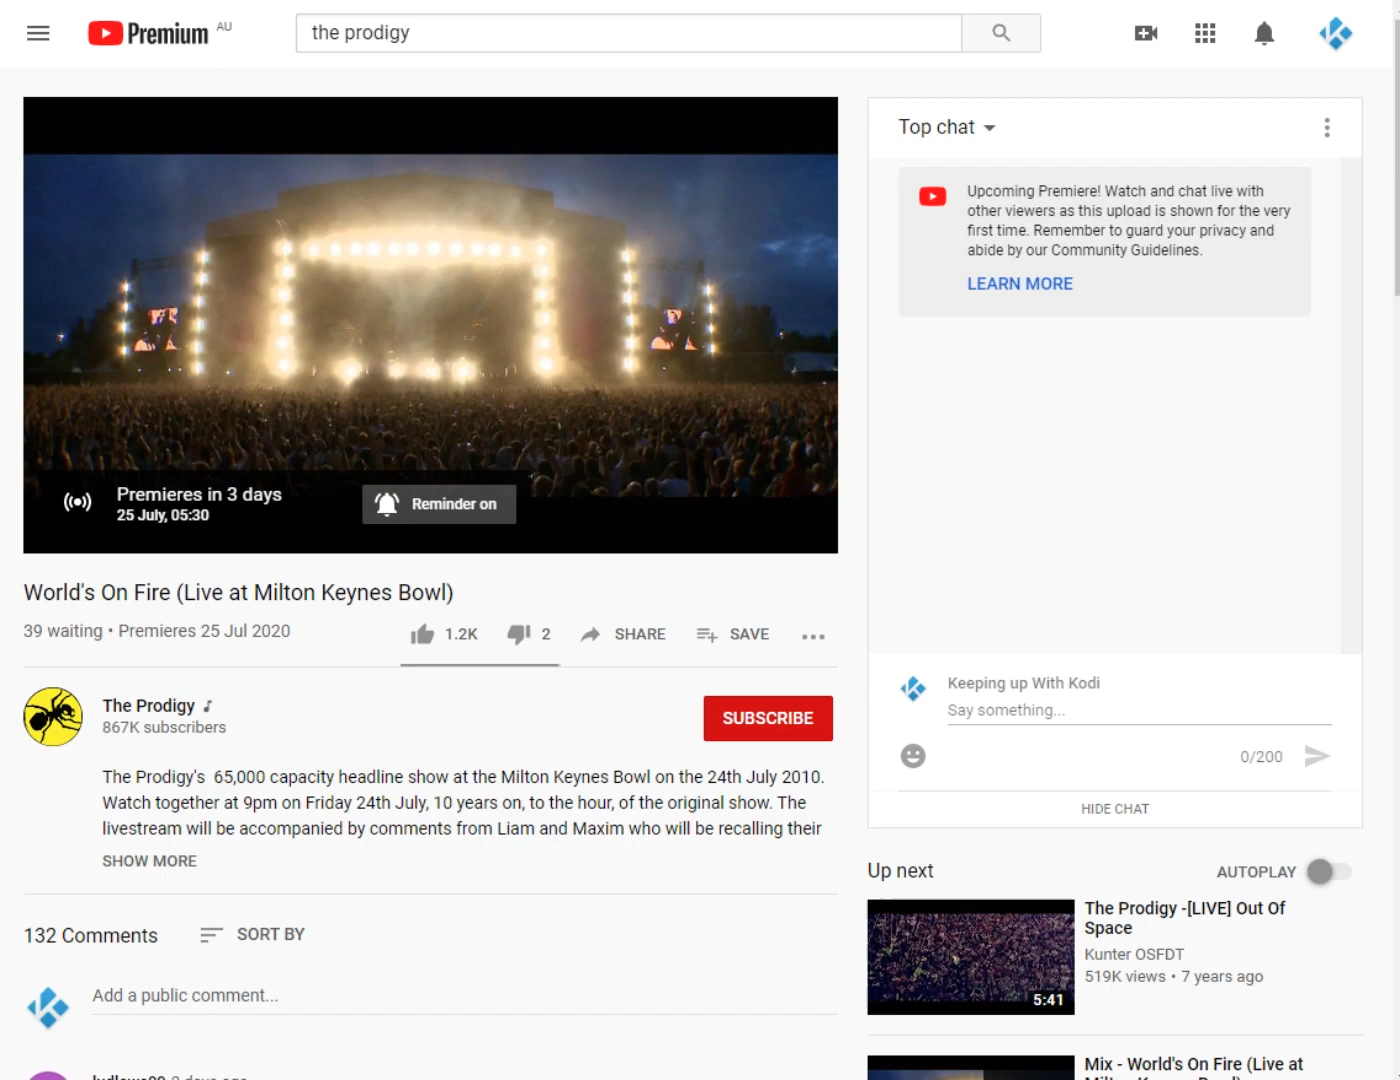 Premium AU
the prodigy
Top chat
Upcoming Premiere! Watch and chat live with
other viewers as this upload is shown for the very
first time. Remember to guard your privacy and
abide by our Community Guidelines.
LEARN MORE
Premieres in 3 days
25 July, 05:30
Reminder on
World's On Fire (Live at Milton Keynes Bowl)
39 waiting • Premieres 25 Jul 2020
1.2K 2 SHARE SAVE
The Prodigy
867K subscribers
SUBSCRIBE
The Prodigy's  65,000 capacity headline show at the Milton Keynes Bowl on the 24th July 2010.
Watch together at 9pm on Friday 24th July, 10 years on, to the hour, of the original show. The
livestream will be accompanied by comments from Liam and Maxim who will be recalling their
SHOW MORE
132 Comments
SORT BY
Add a public comment...
Keeping up With Kodi
Say something...
0/200
HIDE CHAT
Up next
AUTOPLAY
The Prodigy -[LIVE] Out Of
Space
Kunter OSFDT
519K views • 7 years ago
5:41
Mix - World's On Fire (Live at